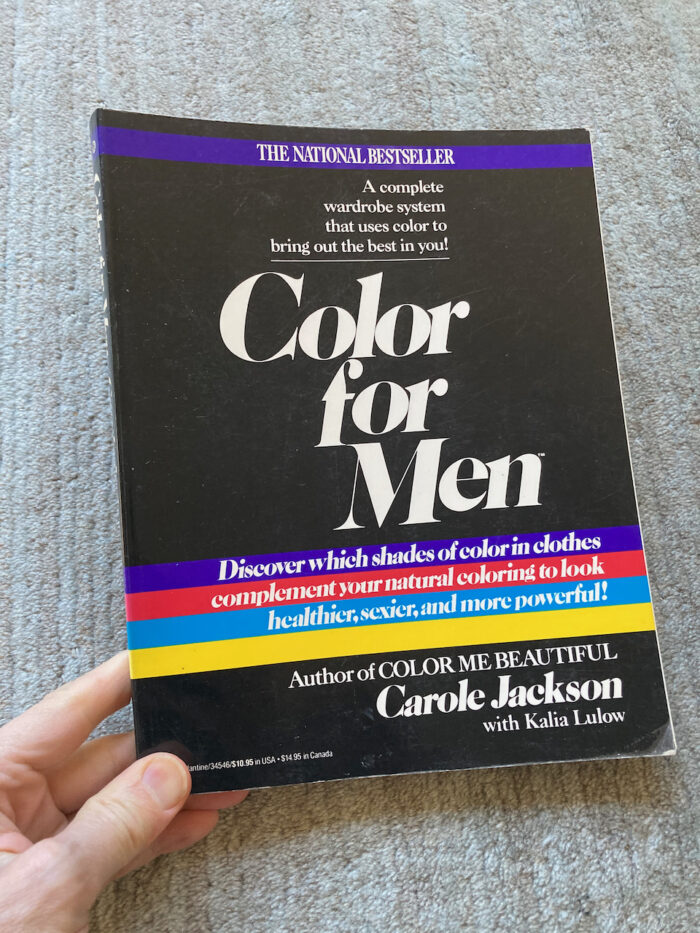 THE NATIONAL BESTSELLER
A complete
wardrobe system
that uses color to
bring out the best in you!
Color
for
Men™
Discover which shades of color in clothes
complement your natural coloring to look
healthier, sexier, and more powerful!
Author of COLOR ME BEAUTIFUL
Carole Jackson
with Kalia Lulow
/34546/$10.95 in USA • $14.95 in Canada